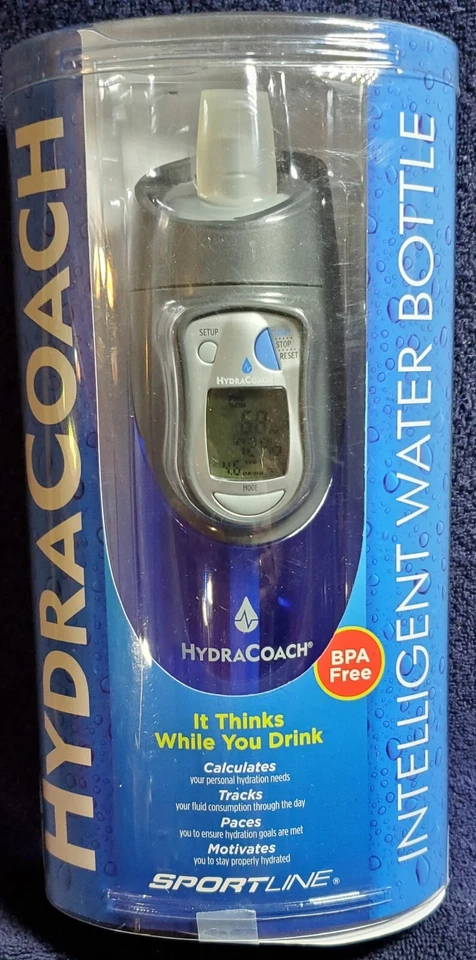 HYDRACOACH
INTELLIGENT WATER BOTTLE
SETUP
STOP
RESET
HYDRACOACH
68
MODE
HYDRACOACH®
BPA
Free
It Thinks
While You Drink
Calculates
your personal hydration needs
Tracks
your fluid consumption through the day
Paces
you to ensure hydration goals are met
Motivates
you to stay properly hydrated
SPORTLINE®